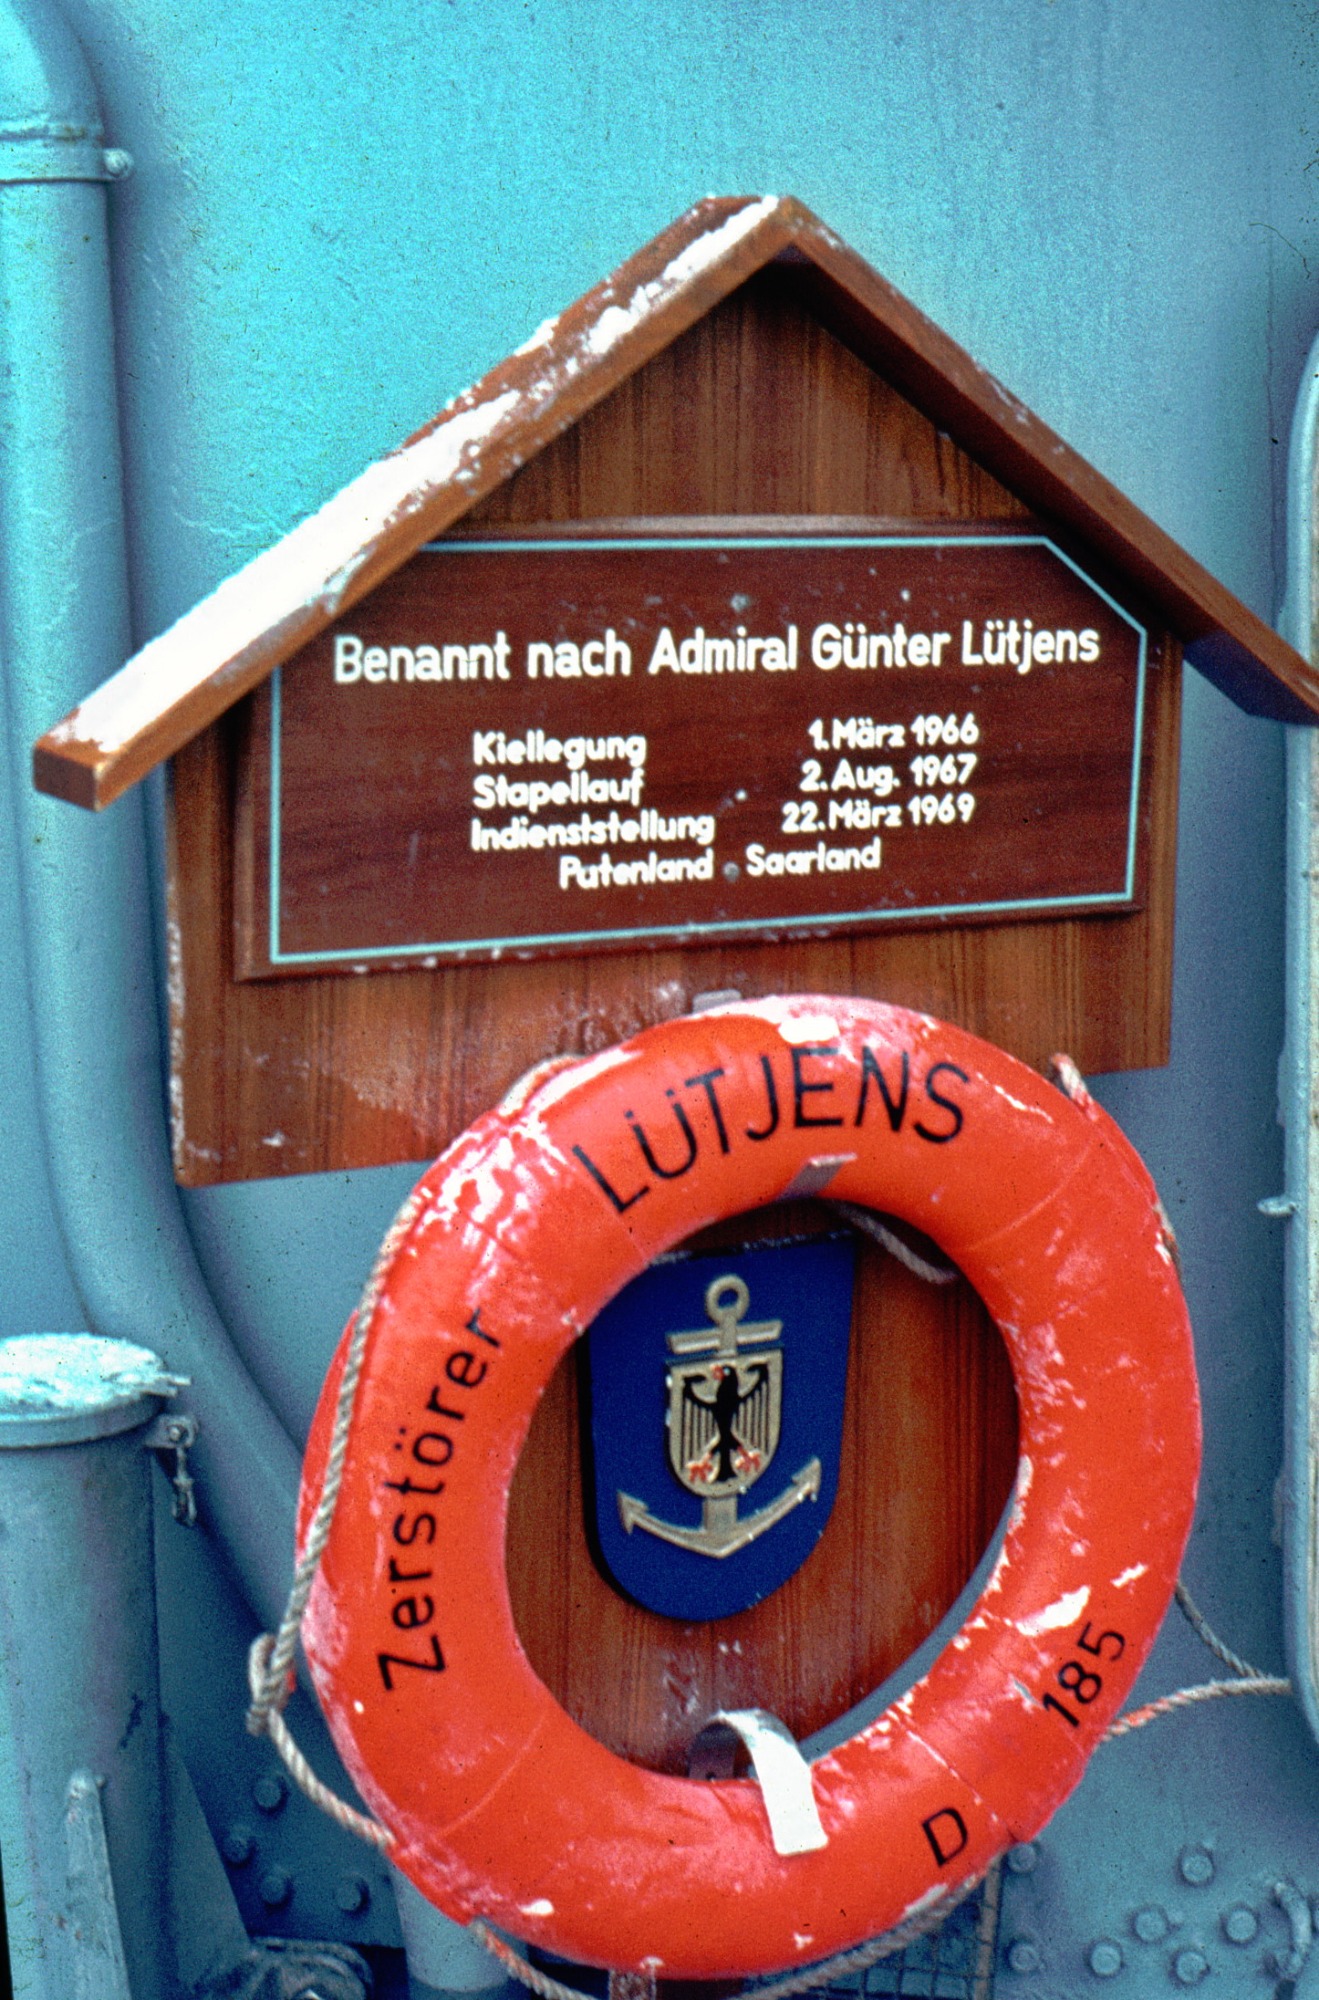 Benannt nach Admiral Günter Lütjens
Kiellegung 1. März 1966
Stapellauf 2. Aug. 1967
Indienststellung 22. März 1969
Patenland Saarland
LÜTJENS
Zerstörer
D 185